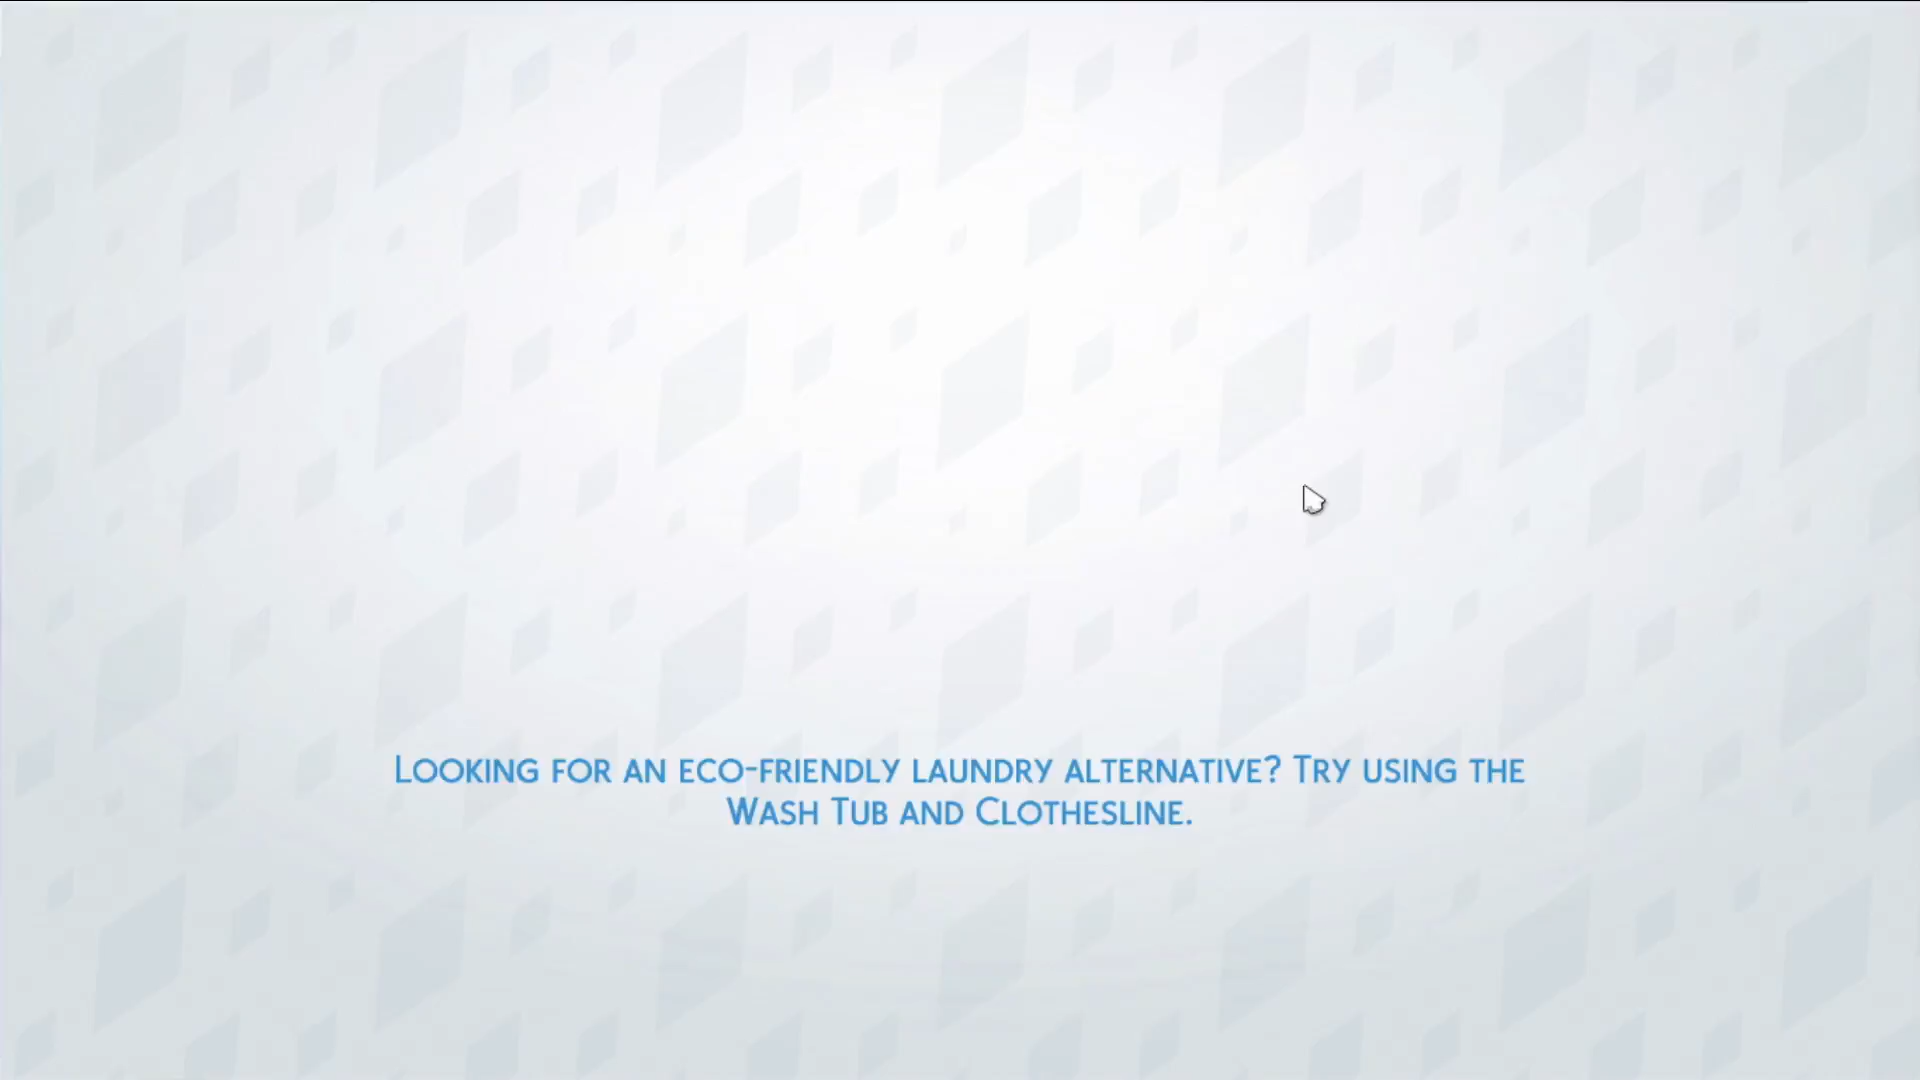 Looking for an eco-friendly laundry alternative? Try using the
Wash Tub and Clothesline.